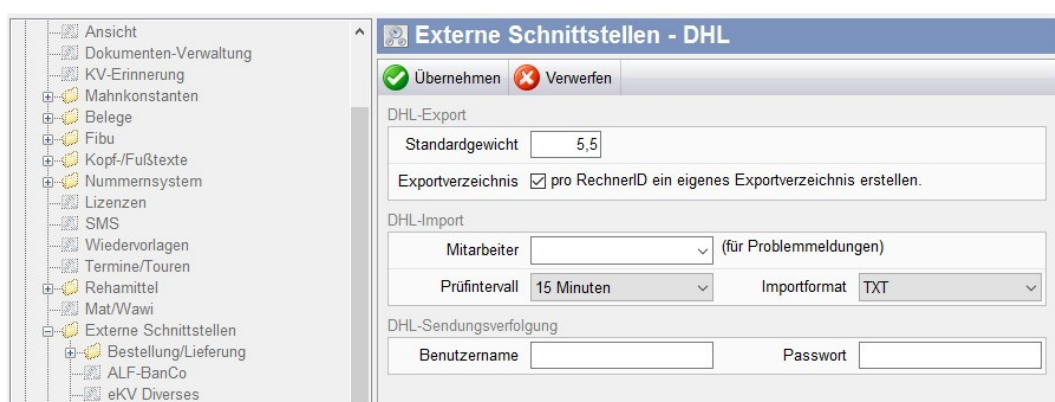 Ansicht
Dokumenten-Verwaltung
KV-Erinnerung
Mahnkonstanten
Belege
Fibu
Kopf-/Fußtexte
Nummernsystem
Lizenzen
SMS
Wiedervorlagen
Termine/Touren
Rehamittel
Mat/Wawi
Externe Schnittstellen
Bestellung/Lieferung
ALF-BanCo
eKV Diverses
Externe Schnittstellen - DHL
Übernehmen Verwerfen
DHL-Export
Standardgewicht 5,5
Exportverzeichnis pro RechnerID ein eigenes Exportverzeichnis erstellen.
DHL-Import
Mitarbeiter (für Problemmeldungen)
Prüfintervall 15 Minuten Importformat TXT
DHL-Sendungsverfolgung
Benutzername Passwort